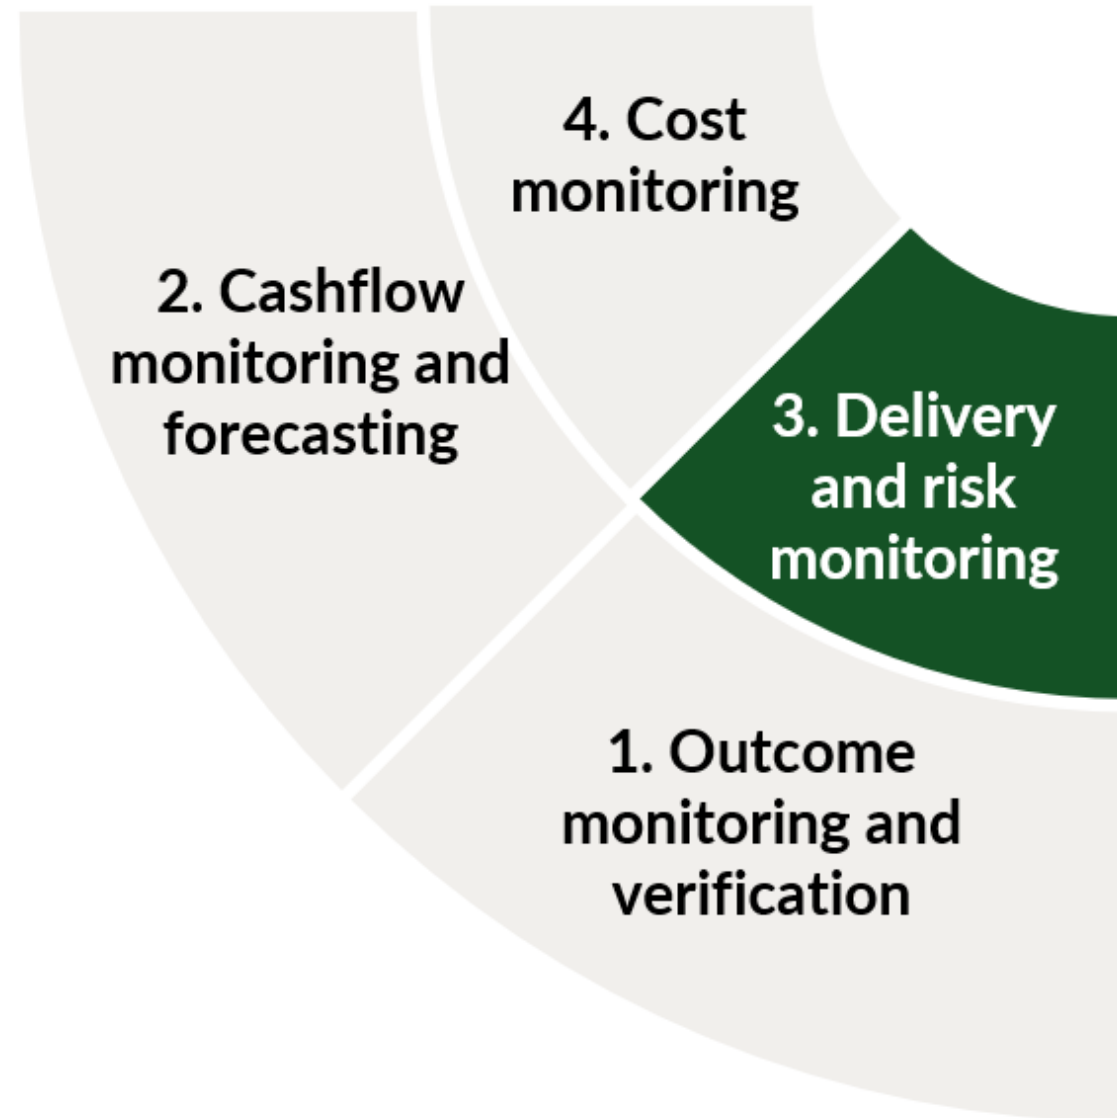 4. Cost
monitoring
2. Cashflow
monitoring and
forecasting
3. Delivery
and risk
monitoring
1. Outcome
monitoring and
verification